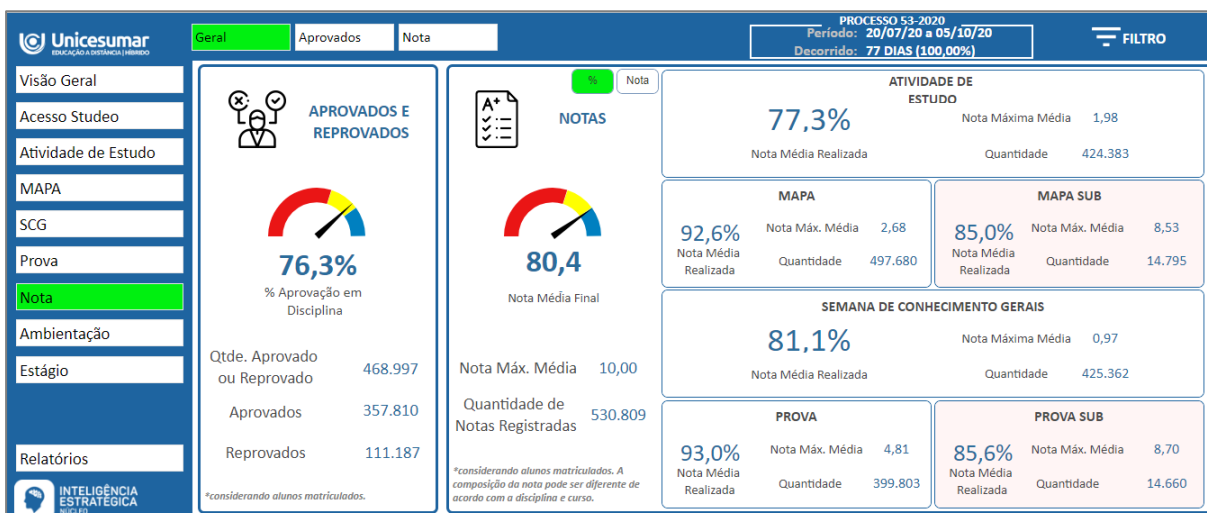 Unicesumar
EDUCAÇÃO A DISTÂNCIA | HÍBRIDO
Geral
Aprovados
Nota
PROCESSO 53-2020
Período: 20/07/20 a 05/10/20
Decorrido: 77 DIAS (100,00%)
FILTRO
Visão Geral
Acesso Studeo
Atividade de Estudo
MAPA
SCG
Prova
Nota
Ambientação
Estágio
Relatórios
INTELIGÊNCIA
ESTRATÉGICA
NÚCLEO
APROVADOS E
REPROVADOS
76,3%
% Aprovação em
Disciplina
Qtde. Aprovado
ou Reprovado
468.997
Aprovados
357.810
Reprovados
111.187
*considerando alunos matriculados.
% Nota
NOTAS
A+
80,4
Nota Média Final
Nota Máx. Média 10,00
Quantidade de
Notas Registradas
530.809
*considerando alunos matriculados. A
composição da nota pode ser diferente de
acordo com a disciplina e curso.
ATIVIDADE DE
ESTUDO
77,3%
Nota Média Realizada
Nota Máxima Média 1,98
Quantidade 424.383
MAPA
92,6%
Nota Média
Realizada
Nota Máx. Média 2,68
Quantidade 497.680
MAPA SUB
85,0%
Nota Média
Realizada
Nota Máx. Média 8,53
Quantidade 14.795
SEMANA DE CONHECIMENTO GERAIS
81,1%
Nota Média Realizada
Nota Máxima Média 0,97
Quantidade 425.362
PROVA
93,0%
Nota Média
Realizada
Nota Máx. Média 4,81
Quantidade 399.803
PROVA SUB
85,6%
Nota Média
Realizada
Nota Máx. Média 8,70
Quantidade 14.660